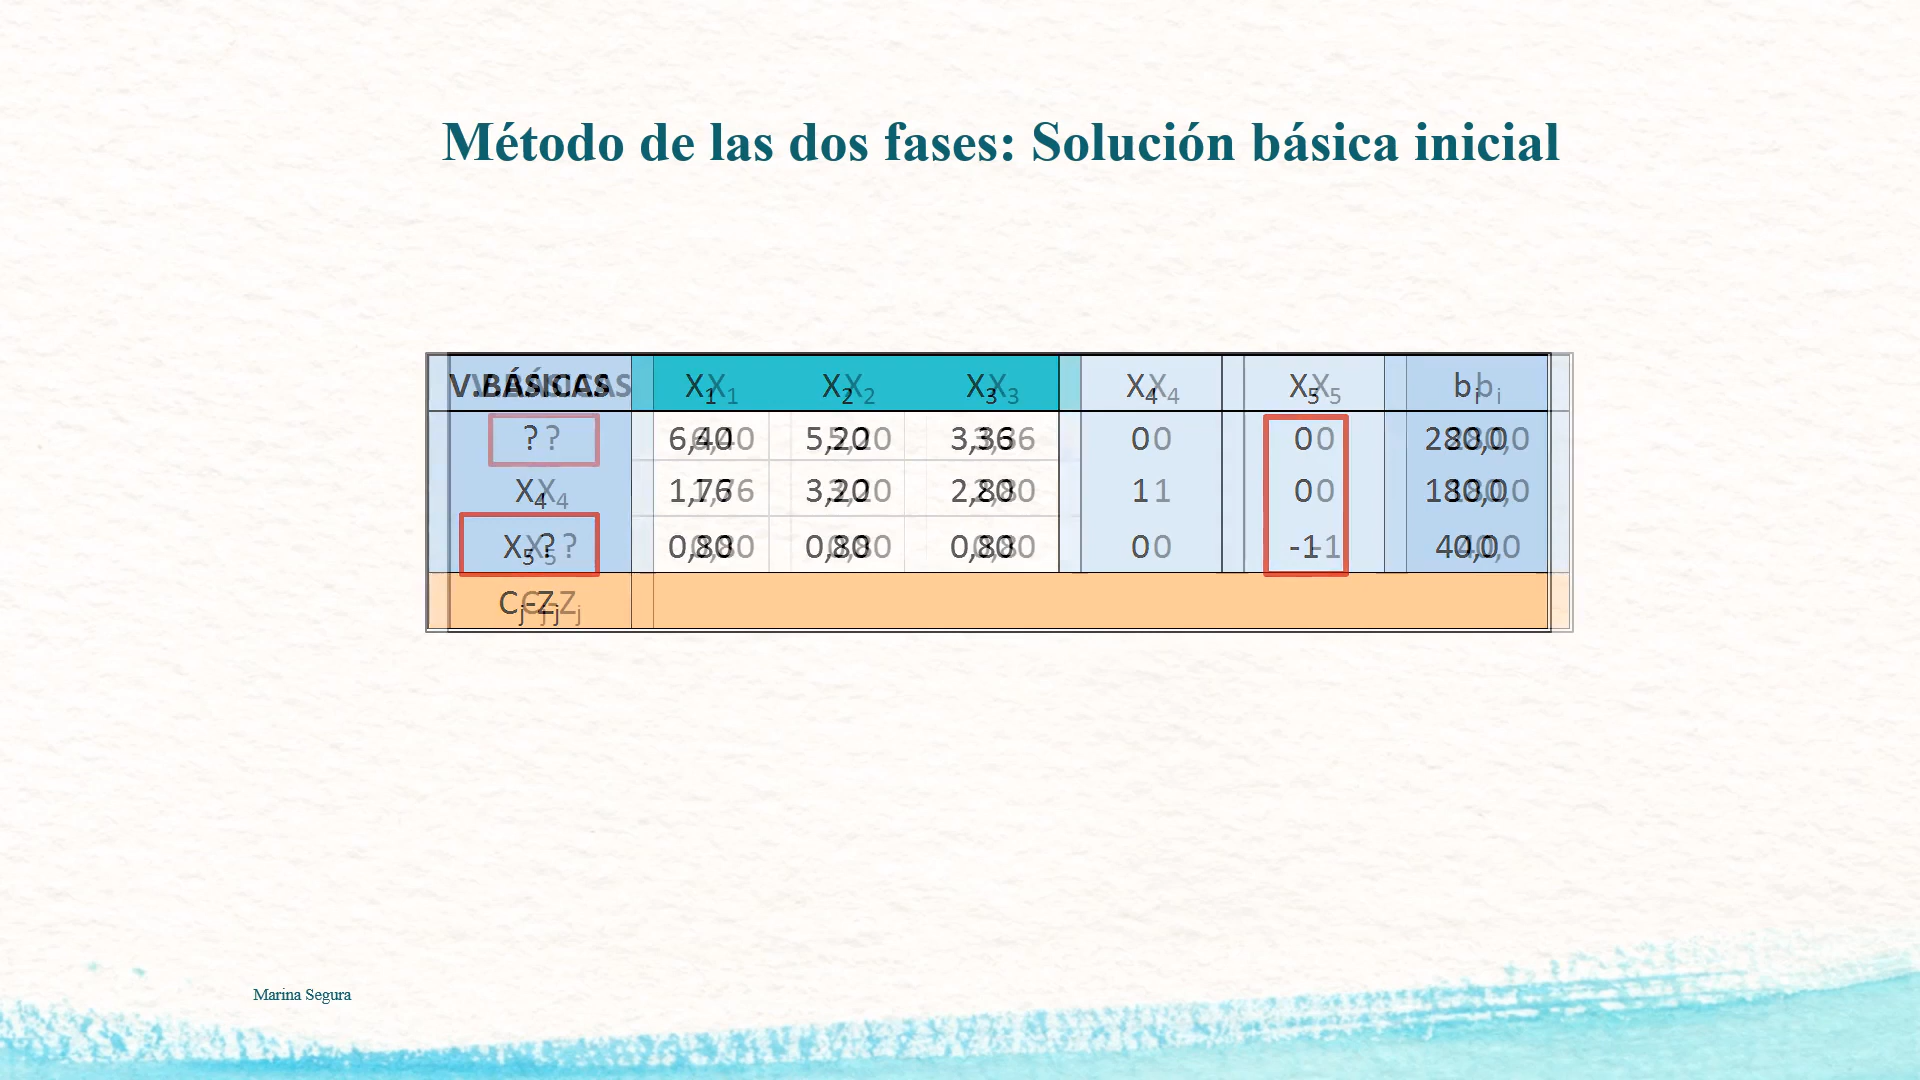 Método de las dos fases: Solución básica inicial
V.BÁSICAS X1 X2 X3 X4 X5 bi
? 6,40 5,20 3,36 0 0 280,0
X4 1,76 3,20 2,80 1 0 180,0
X5? 0,80 0,80 0,80 0 -1 40,0
Cj-Zj
Marina Segura